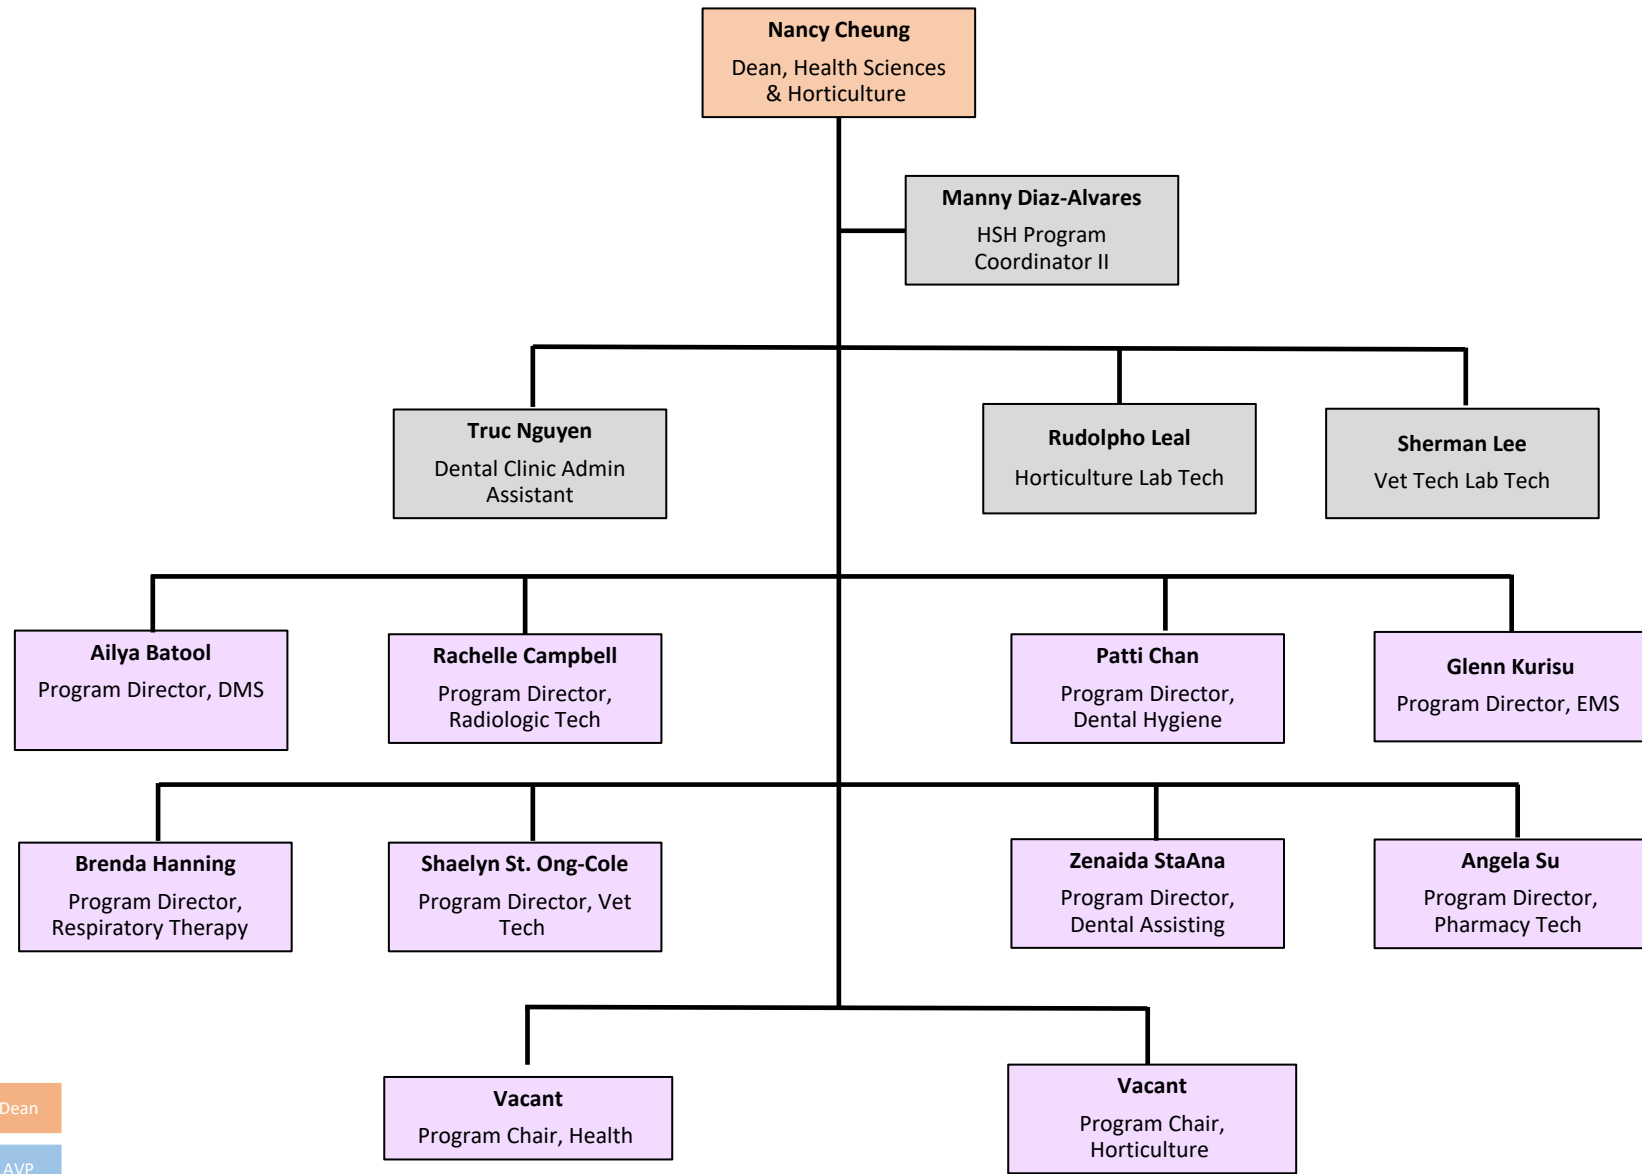 Nancy Cheung
Dean, Health Sciences
& Horticulture
Manny Diaz-Alvares
HSH Program
Coordinator II
Truc Nguyen
Dental Clinic Admin
Assistant
Rudolpho Leal
Horticulture Lab Tech
Sherman Lee
Vet Tech Lab Tech
Ailya Batool
Program Director, DMS
Rachelle Campbell
Program Director,
Radiologic Tech
Patti Chan
Program Director,
Dental Hygiene
Glenn Kurisu
Program Director, EMS
Brenda Hanning
Program Director,
Respiratory Therapy
Shaelyn St. Ong-Cole
Program Director, Vet
Tech
Zenaida StaAna
Program Director,
Dental Assisting
Angela Su
Program Director,
Pharmacy Tech
Vacant
Program Chair, Health
Vacant
Program Chair,
Horticulture
Dean
AVP